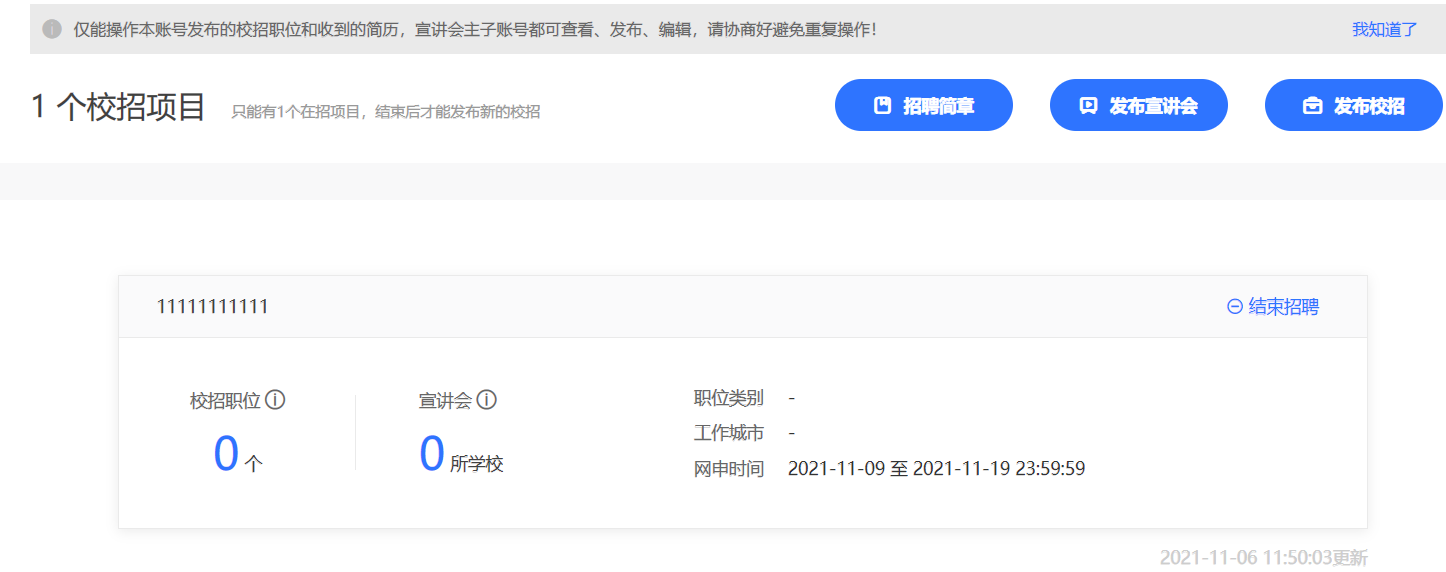 仅能操作本账号发布的校招职位和收到的简历，宣讲会主子账号都可查看、发布、编辑，请协商好避免重复操作！ 我知道了
1 个校招项目 只能有1个在招项目，结束后才能发布新的校招 招聘简章 发布宣讲会 发布校招
11111111111 结束招聘
校招职位 宣讲会 职位类别 -
0 个 0 所学校 工作城市 -
网申时间 2021-11-09 至 2021-11-19 23:59:59
2021-11-06 11:50:03更新